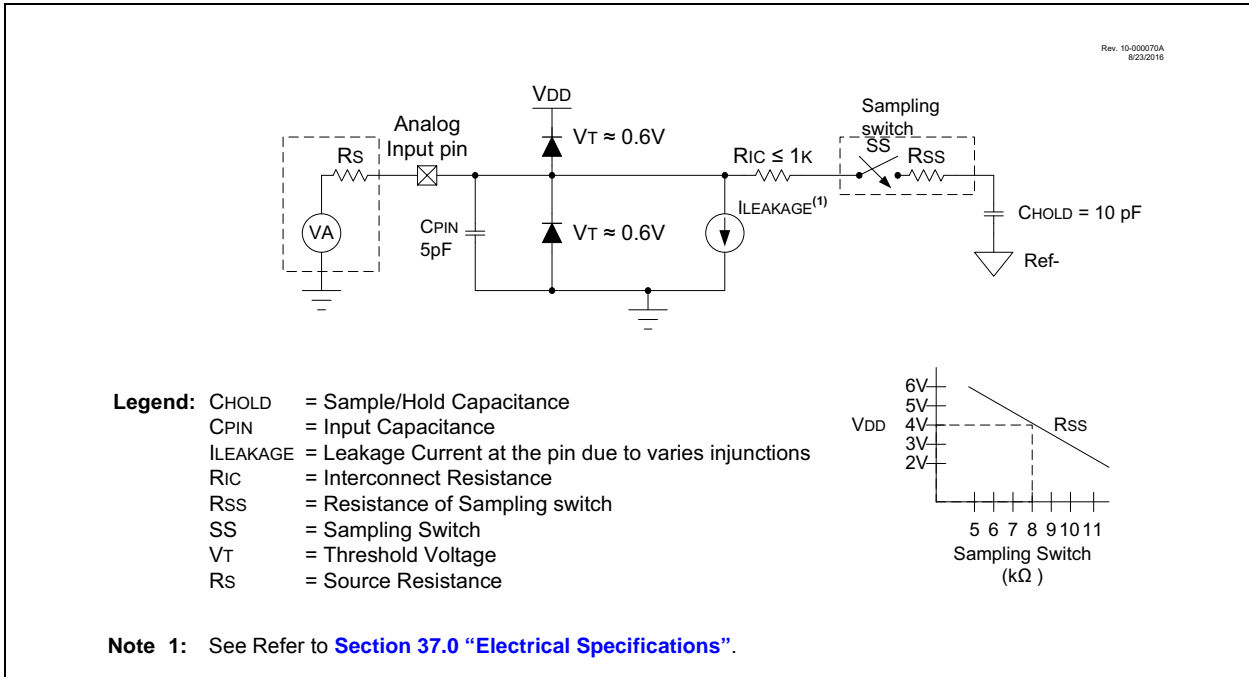 Rev. 10-000070A
8/23/2016
VDD
Sampling
switch
Analog
Input pin
VT ≈ 0.6V
SS
RS
RIC ≤ 1K
RSS
VA
CPIN
5pF
VT ≈ 0.6V
ILEAKAGE(1)
CHOLD = 10 pF
Ref-
Legend: CHOLD = Sample/Hold Capacitance
CPIN = Input Capacitance
ILEAKAGE = Leakage Current at the pin due to varies injunctions
RIC = Interconnect Resistance
RSS = Resistance of Sampling switch
SS = Sampling Switch
VT = Threshold Voltage
RS = Source Resistance
6V
5V
VDD 4V RSS
3V
2V
5 6 7 8 9 10 11
Sampling Switch
(kΩ )
Note 1: See Refer to Section 37.0 “Electrical Specifications”.